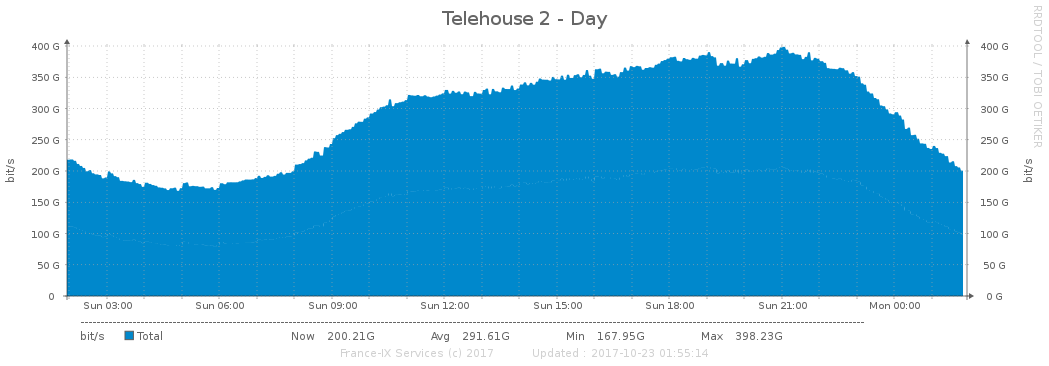 Telehouse 2 - Day
RRDTOOL / TOBI OETIKER
400 G 400 G
350 G 350 G
300 G 300 G
250 G 250 G
200 G 200 G
150 G 150 G
100 G 100 G
50 G 50 G
0 0 G
bit/s bit/s
Sun 03:00 Sun 06:00 Sun 09:00 Sun 12:00 Sun 15:00 Sun 18:00 Sun 21:00 Mon 00:00
bit/s Total Now 200.21G Avg 291.61G Min 167.95G Max 398.23G
France-IX Services (c) 2017 Updated : 2017-10-23 01:55:14